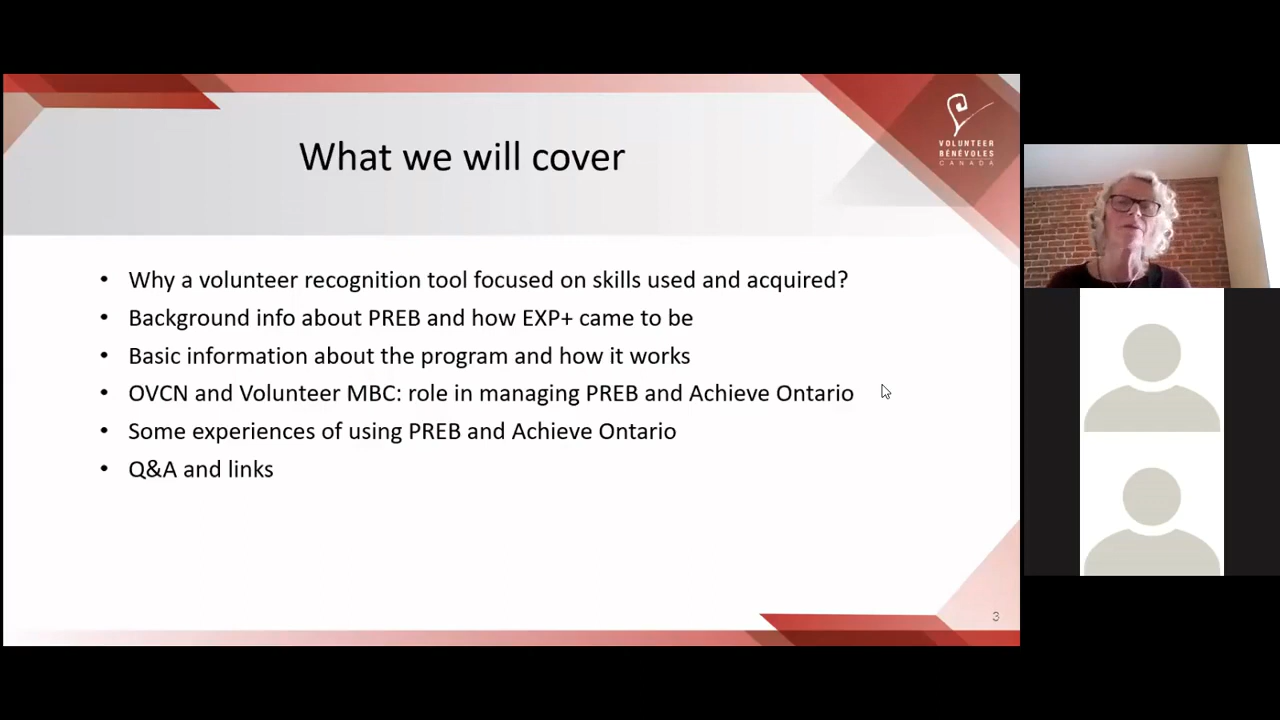 What we will cover
VOLUNTEER
BÉNÉVOLES
CANADA
• Why a volunteer recognition tool focused on skills used and acquired?
• Background info about PREB and how EXP+ came to be
• Basic information about the program and how it works
• OVCN and Volunteer MBC: role in managing PREB and Achieve Ontario
• Some experiences of using PREB and Achieve Ontario
• Q&A and links
3